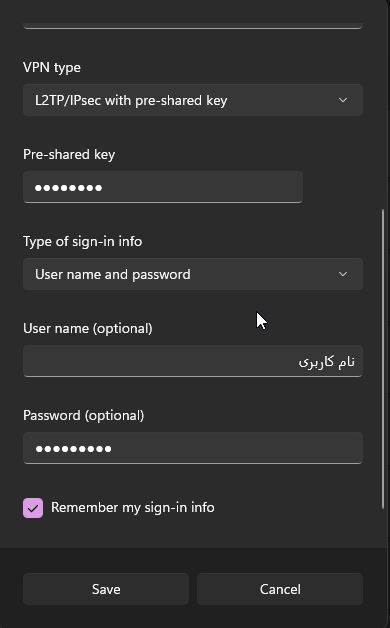 VPN type
L2TP/IPsec with pre-shared key
Pre-shared key
●●●●●●●●
Type of sign-in info
User name and password
User name (optional)
نام کاربری
Password (optional)
●●●●●●●●●
Remember my sign-in info
Save Cancel